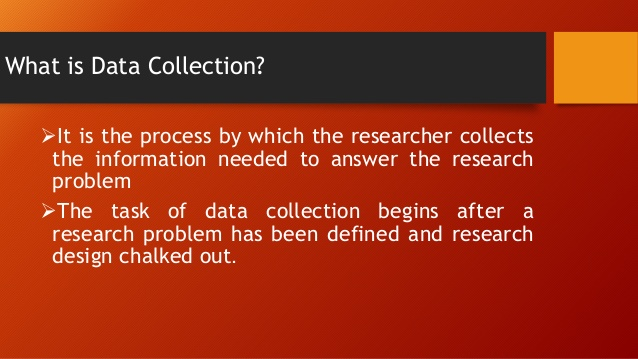 What is Data Collection?
➢It is the process by which the researcher collects
the information needed to answer the research
problem
➢The task of data collection begins after a
research problem has been defined and research
design chalked out.